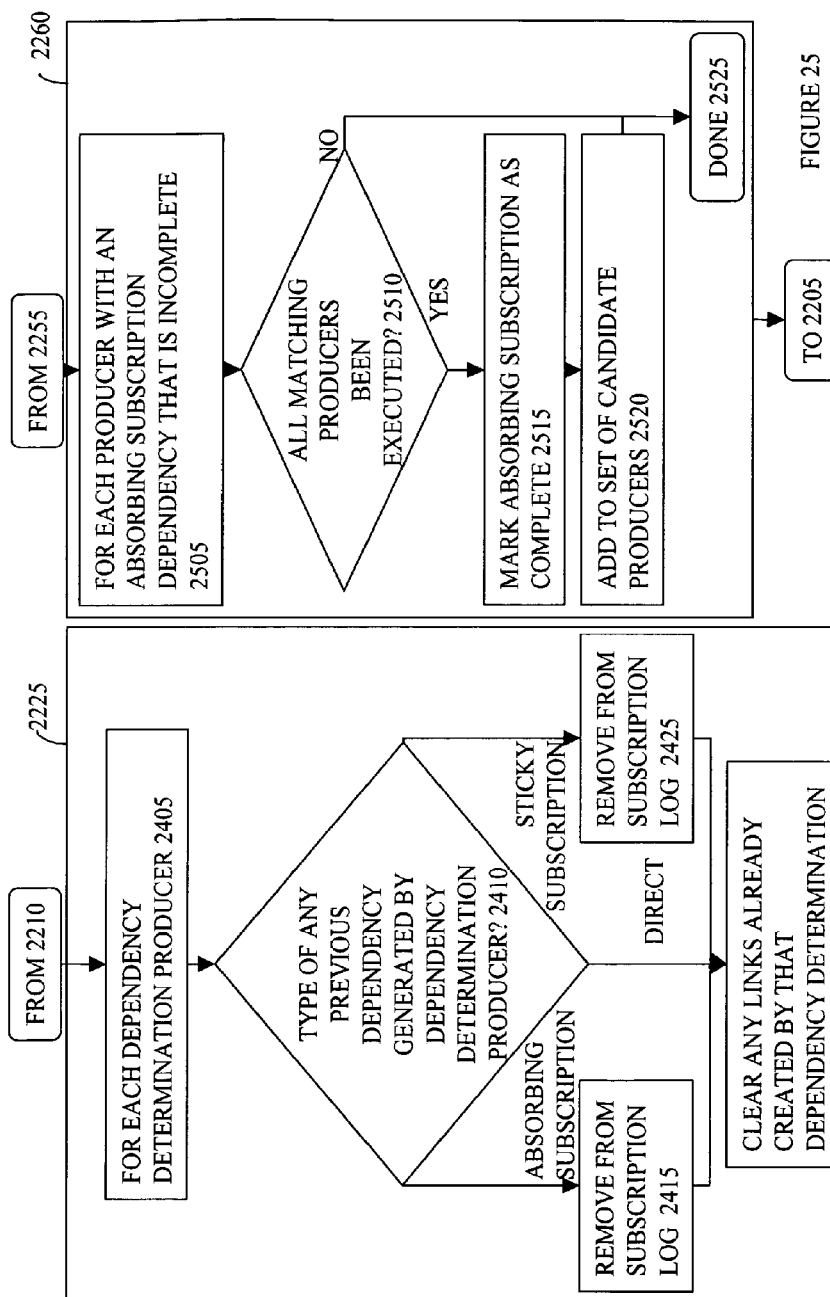 2260
FROM 2255
FOR EACH PRODUCER WITH AN
ABSORBING SUBSCRIPTION
DEPENDENCY THAT IS INCOMPLETE
2505
ALL MATCHING
PRODUCERS
BEEN
EXECUTED? 2510
NO
YES
MARK ABSORBING SUBSCRIPTION AS
COMPLETE 2515
ADD TO SET OF CANDIDATE
PRODUCERS 2520
DONE 2525
TO 2205
FIGURE 25
2225
FROM 2210
FOR EACH DEPENDENCY
DETERMINATION PRODUCER 2405
TYPE OF ANY
PREVIOUS
DEPENDENCY
GENERATED BY
DEPENDENCY
DETERMINATION
PRODUCER? 2410
ABSORBING
SUBSCRIPTION
STICKY
SUBSCRIPTION
DIRECT
REMOVE FROM
SUBSCRIPTION
LOG 2415
REMOVE FROM
SUBSCRIPTION
LOG 2425
CLEAR ANY LINKS ALREADY
CREATED BY THAT
DEPENDENCY DETERMINATION